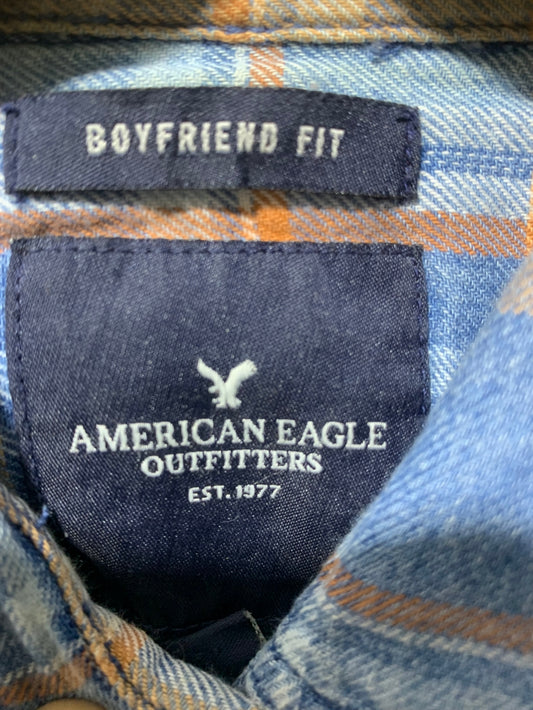 BOYFRIEND FIT
AMERICAN EAGLE
OUTFITTERS
EST. 1977